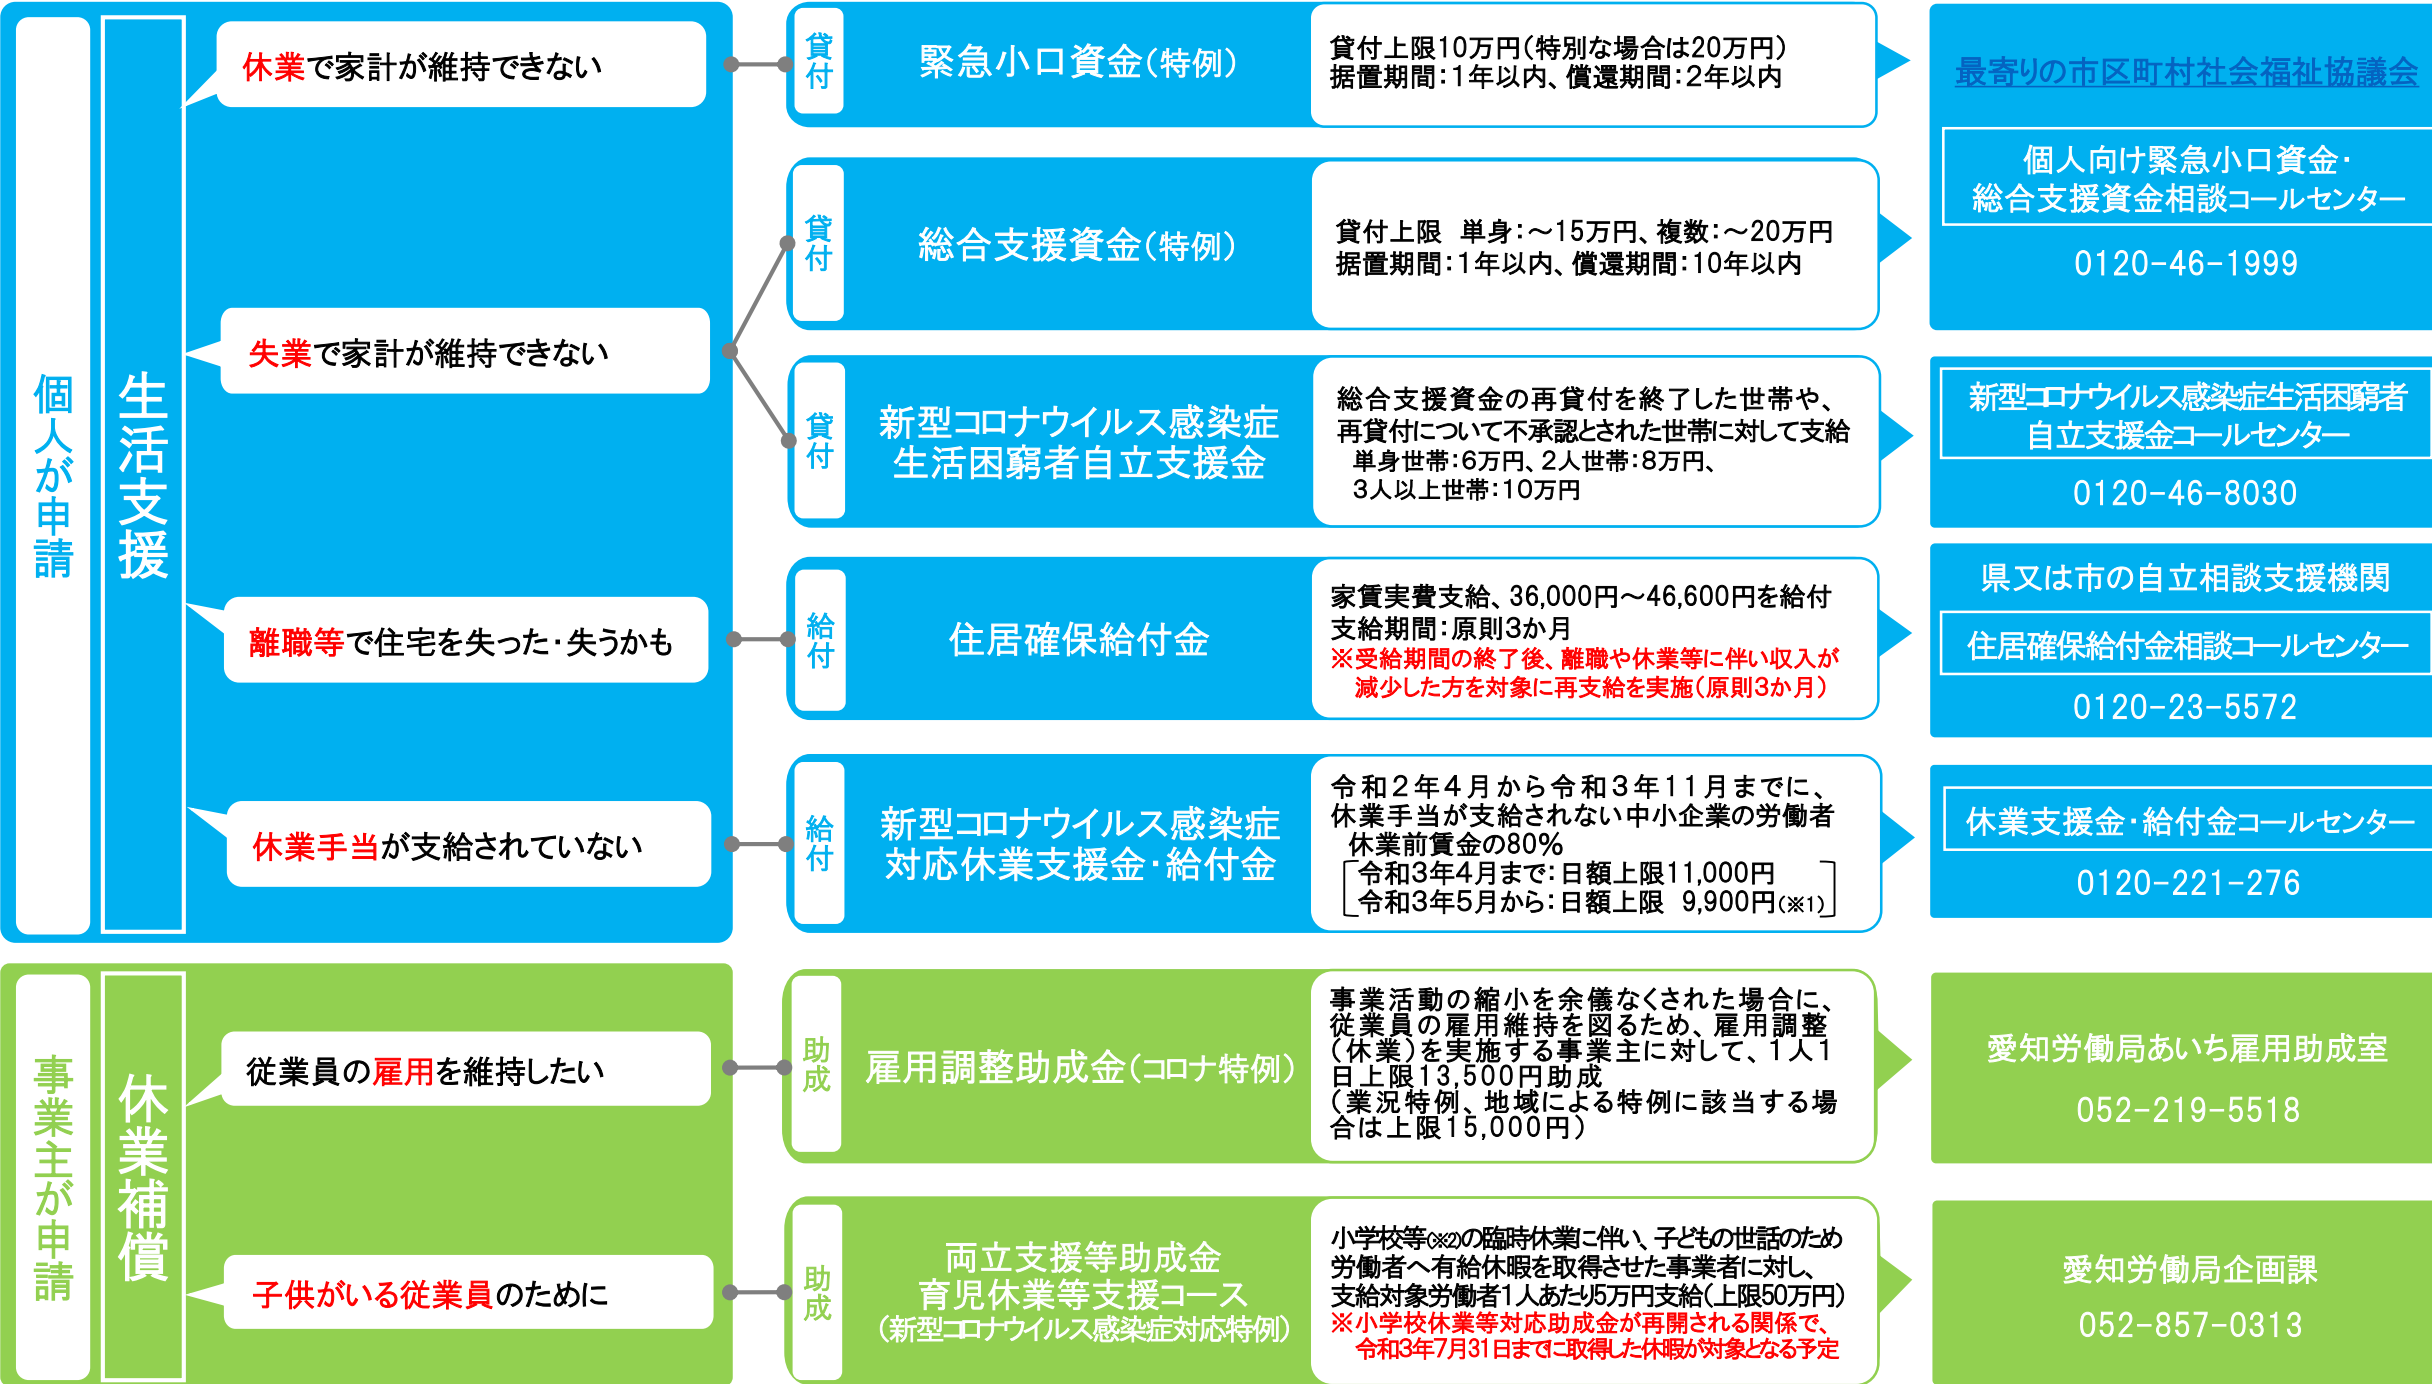 個人が申請
生活支援
休業で家計が維持できない
貸付
緊急小口資金(特例)
貸付上限10万円(特別な場合は20万円)
据置期間:1年以内、償還期間:2年以内
最寄りの市区町村社会福祉協議会
個人向け緊急小口資金・
総合支援資金相談コールセンター
0120-46-1999
失業で家計が維持できない
貸付
総合支援資金(特例)
貸付上限 単身:~15万円、複数:~20万円
据置期間:1年以内、償還期間:10年以内
貸付
新型コロナウイルス感染症
生活困窮者自立支援金
総合支援資金の再貸付を終了した世帯や、
再貸付について不承認とされた世帯に対して支給
単身世帯:6万円、2人世帯:8万円、
3人以上世帯:10万円
新型コロナウイルス感染症生活困窮者
自立支援金コールセンター
0120-46-8030
離職等で住宅を失った・失うかも
給付
住居確保給付金
家賃実費支給、36,000円~46,600円を給付
支給期間:原則3か月
※受給期間の終了後、離職や休業等に伴い収入が
減少した方を対象に再支給を実施(原則3か月)
県又は市の自立相談支援機関
住居確保給付金相談コールセンター
0120-23-5572
休業手当が支給されていない
給付
新型コロナウイルス感染症
対応休業支援金・給付金
令和2年4月から令和3年11月までに、
休業手当が支給されない中小企業の労働者
休業前賃金の80%
令和3年4月まで:日額上限11,000円
令和3年5月から:日額上限 9,900円(※1)
休業支援金・給付金コールセンター
0120-221-276
事業主が申請
休業補償
従業員の雇用を維持したい
助成
雇用調整助成金(コロナ特例)
事業活動の縮小を余儀なくされた場合に、
従業員の雇用維持を図るため、雇用調整
(休業)を実施する事業主に対して、1人1
日上限13,500円助成
(業況特例、地域による特例に該当する場
合は上限15,000円)
愛知労働局あいち雇用助成室
052-219-5518
子供がいる従業員のために
助成
両立支援等助成金
育児休業等支援コース
(新型コロナウイルス感染症対応特例)
小学校等(※2)の臨時休業に伴い、子どもの世話のため
労働者へ有給休暇を取得させた事業者に対し、
支給対象労働者1人あたり5万円支給(上限50万円)
※小学校休業等対応助成金が再開される関係で、
令和3年7月31日までに取得した休暇が対象となる予定
愛知労働局企画課
052-857-0313